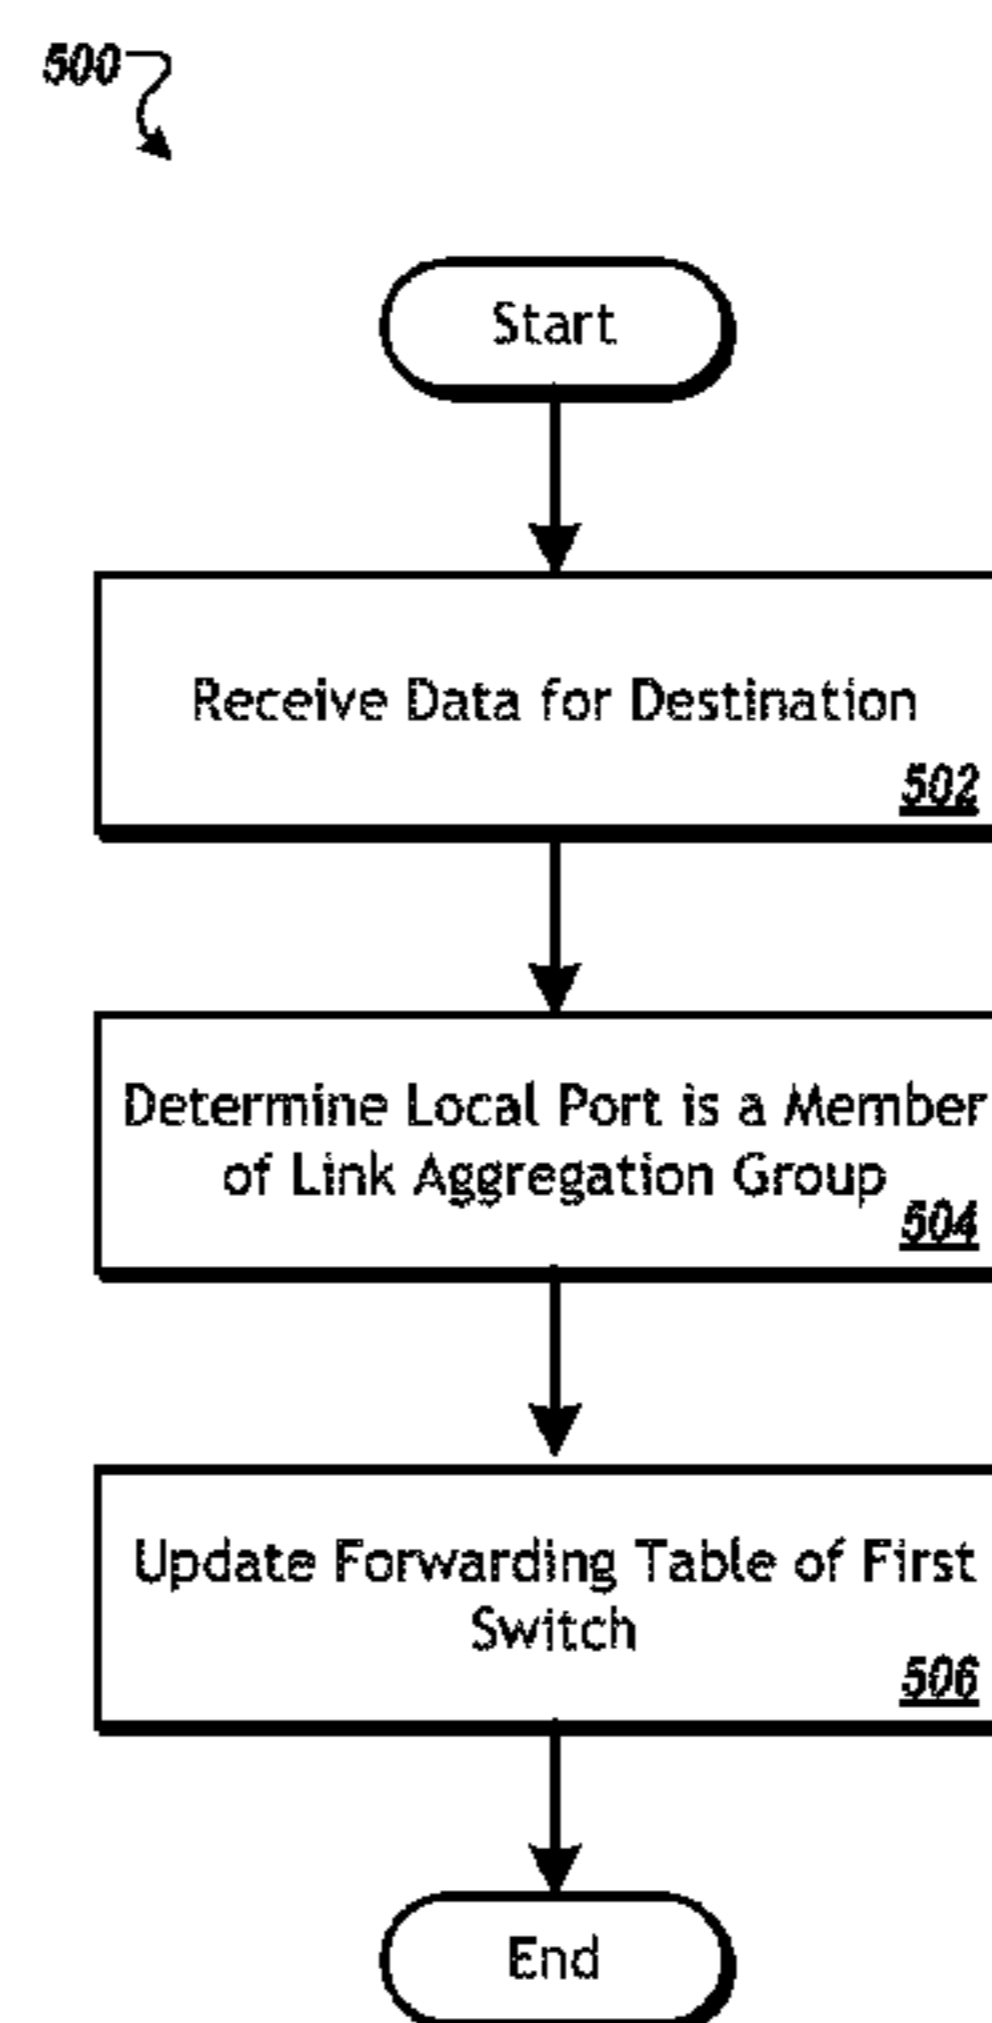 500
Start
Receive Data for Destination
502
Determine Local Port is a Member
of Link Aggregation Group
504
Update Forwarding Table of First
Switch
506
End